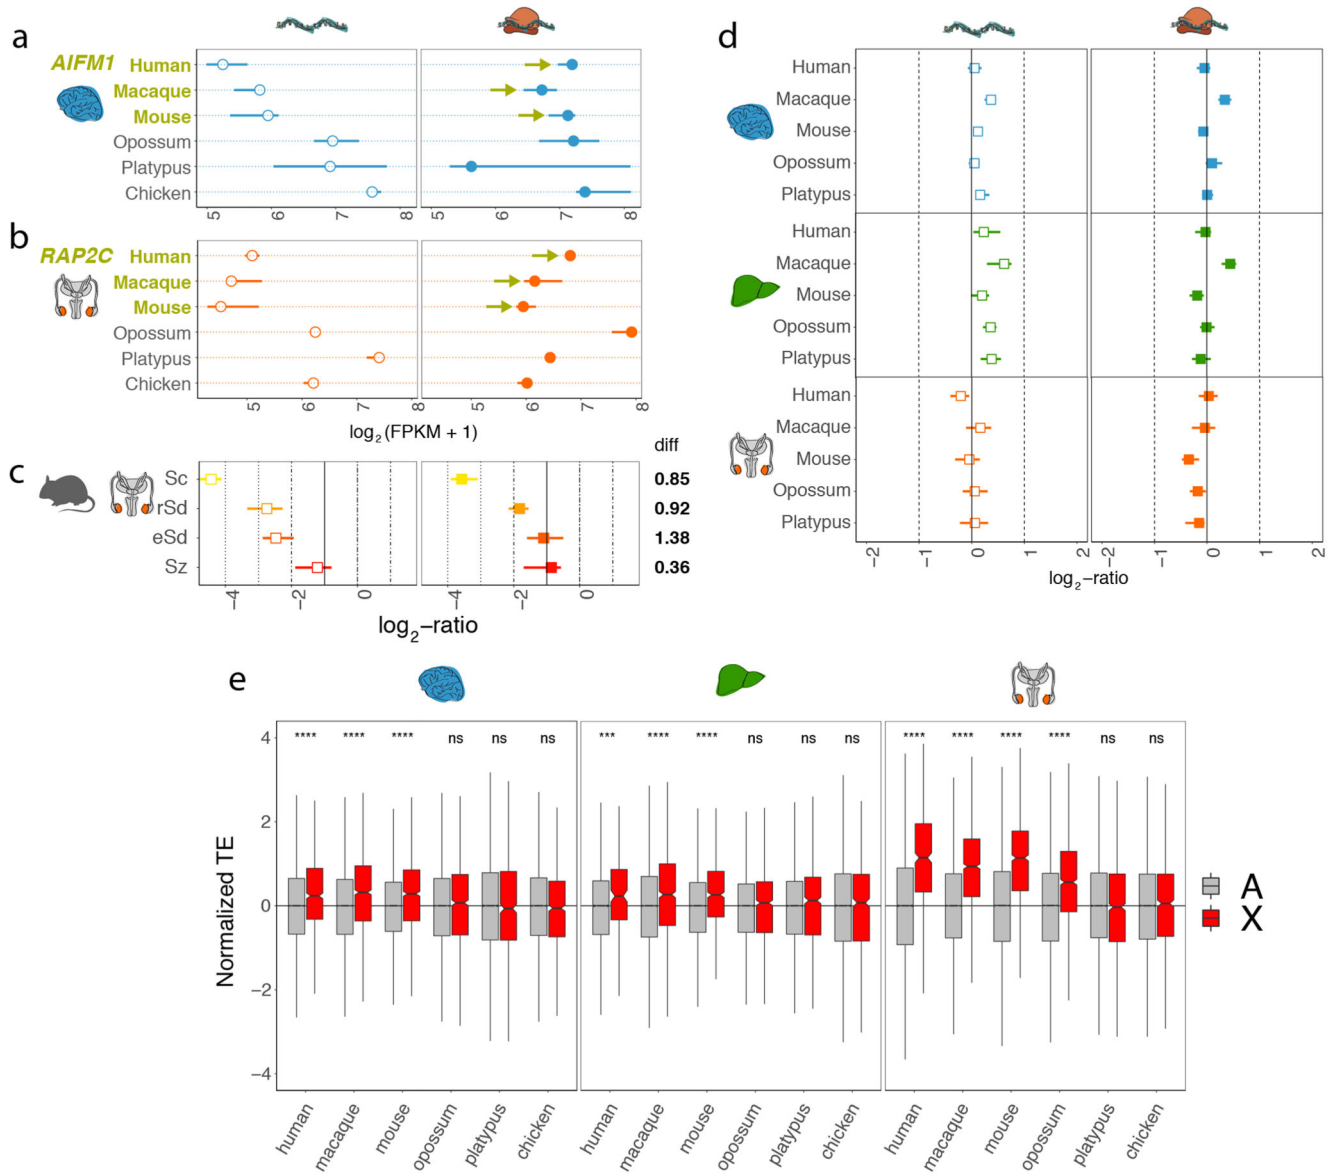 a
AIFM1 Human
Macaque
Mouse
Opossum
Platypus
Chicken
5 6 7 8 5 6 7 8
b
RAP2C Human
Macaque
Mouse
Opossum
Platypus
Chicken
5 6 7 8 5 6 7 8
log2(FPKM + 1)
diff
c
Sc 0.85
rSd 0.92
eSd 1.38
Sz 0.36
−4 −2 0 −4 −2 0
log2−ratio
d
Human
Macaque
Mouse
Opossum
Platypus
Human
Macaque
Mouse
Opossum
Platypus
Human
Macaque
Mouse
Opossum
Platypus
−2 −1 0 1 2 −2 −1 0 1 2
log2−ratio
e
**** **** **** ns ns ns *** **** **** ns ns ns **** **** **** **** ns ns
4
2
0
−2
−4
Normalized TE
A
X
human macaque mouse opossum platypus chicken human macaque mouse opossum platypus chicken human macaque mouse opossum platypus chicken